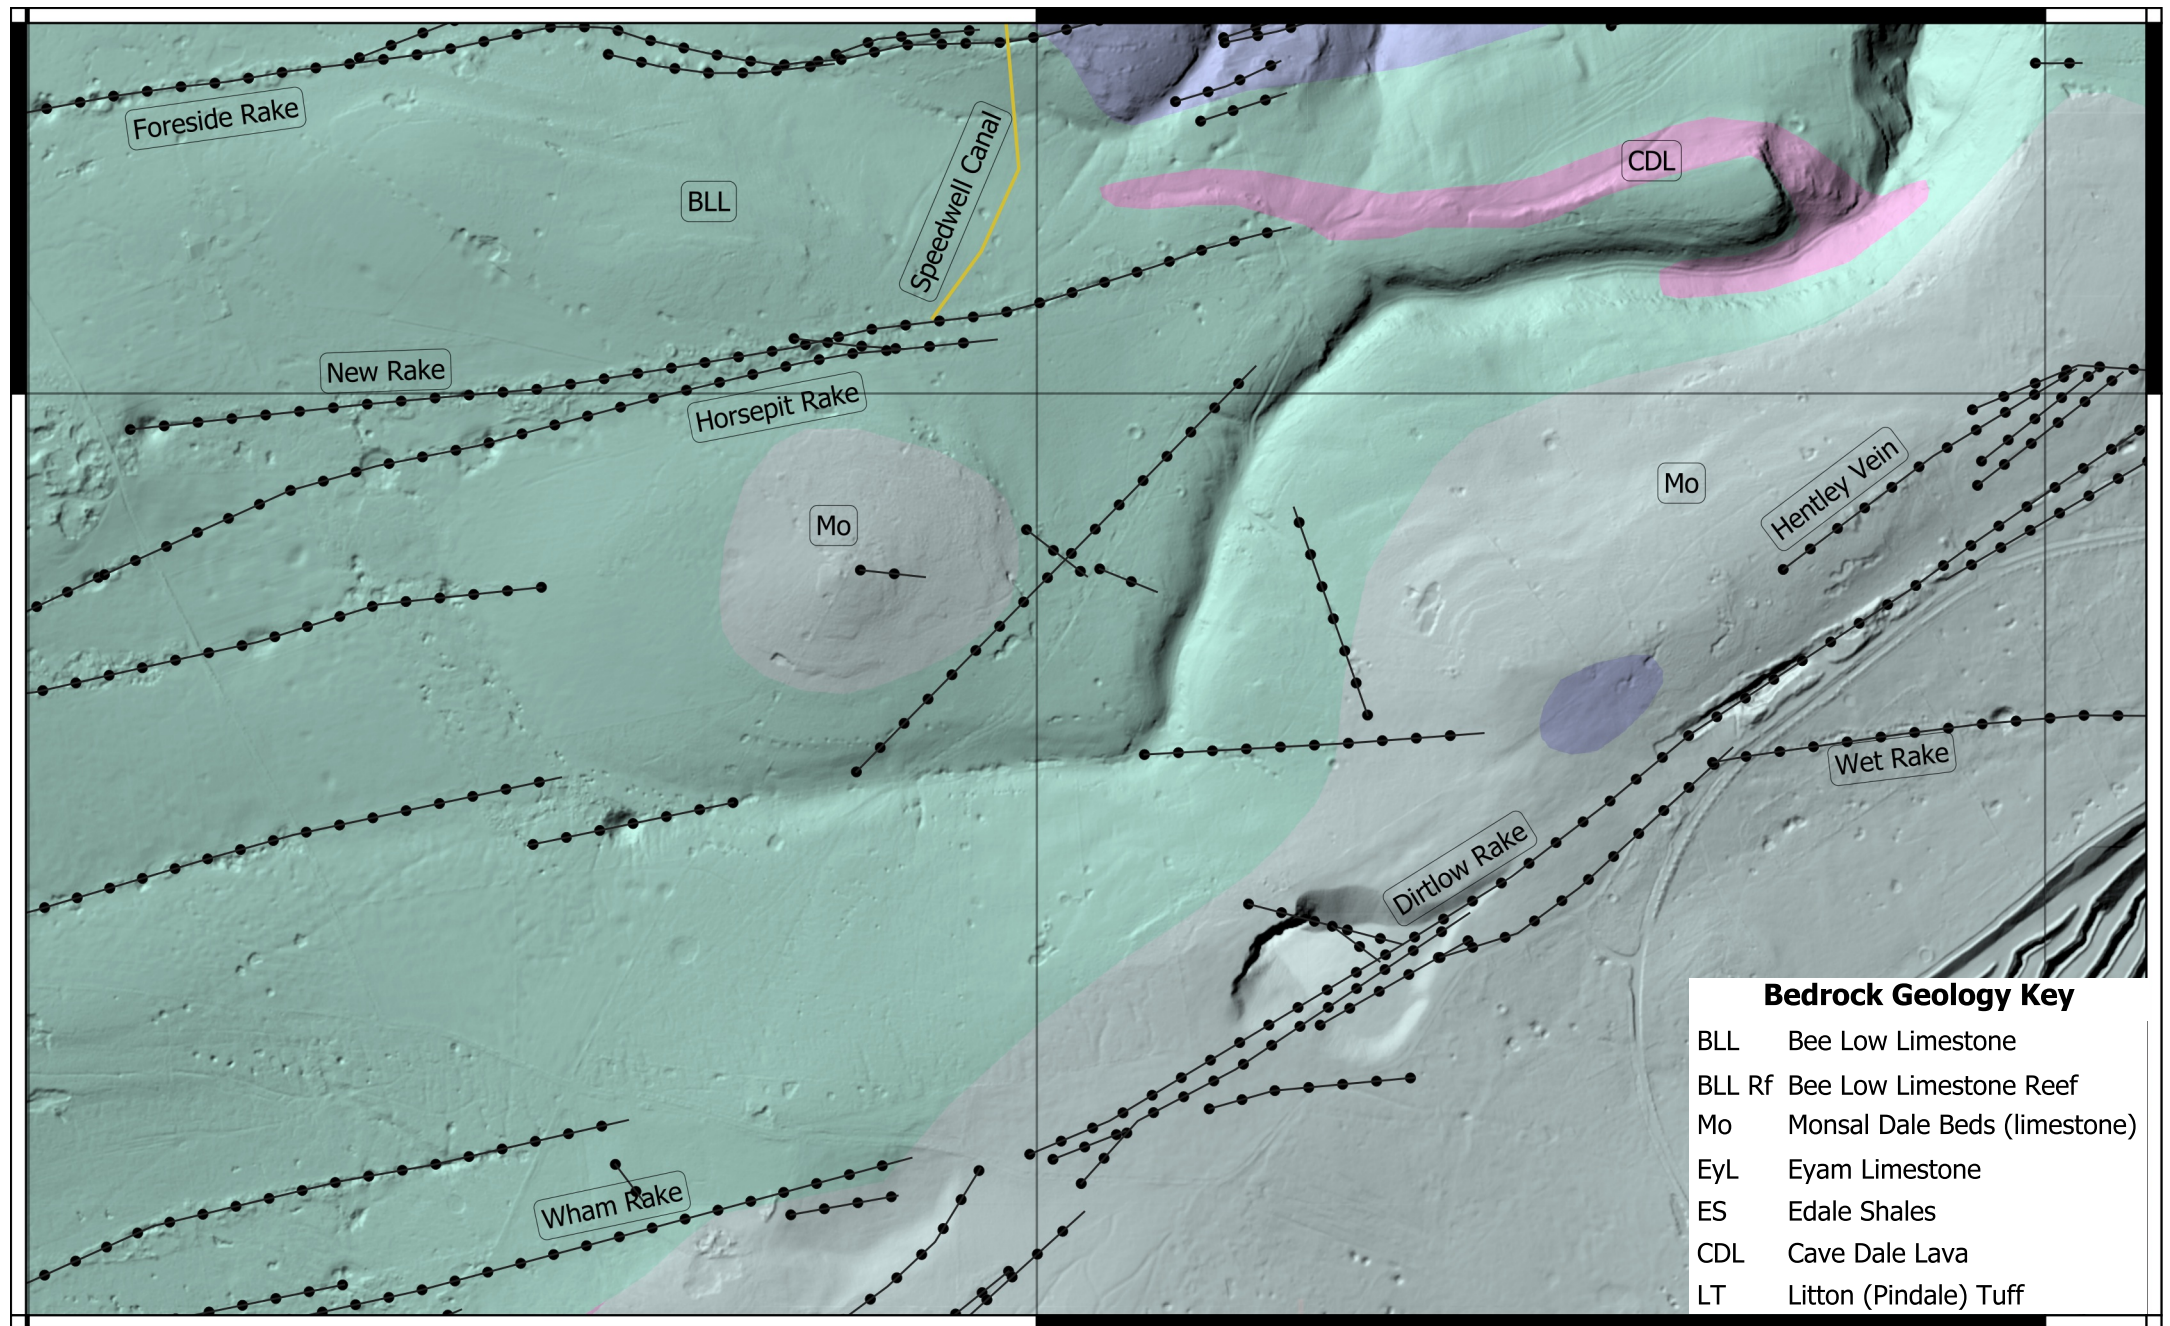 Foreside Rake
Speedwell Canal
BLL
CDL
New Rake
Horsepit Rake
Mo
Mo
Hentley Vein
Wet Rake
Dirtlow Rake
Wham Rake
Bedrock Geology Key
BLL Bee Low Limestone
BLL Rf Bee Low Limestone Reef
Mo Monsal Dale Beds (limestone)
EyL Eyam Limestone
ES Edale Shales
CDL Cave Dale Lava
LT Litton (Pindale) Tuff